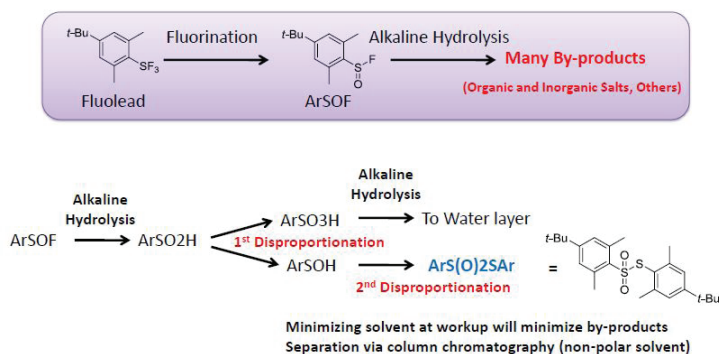 t-Bu
SF3
Fluolead
Fluorination
t-Bu
F
S
O
ArSOF
Alkaline Hydrolysis
Many By-products
(Organic and Inorganic Salts, Others)
Alkaline
Hydrolysis
ArSOF
ArSO2H
1st Disproportionation
ArSO3H
ArSOH
Alkaline
Hydrolysis
To Water layer
2nd Disproportionation
ArS(O)2SAr
=
t-Bu
O
S
O
S
t-Bu
Minimizing solvent at workup will minimize by-products
Separation via column chromatography (non-polar solvent)